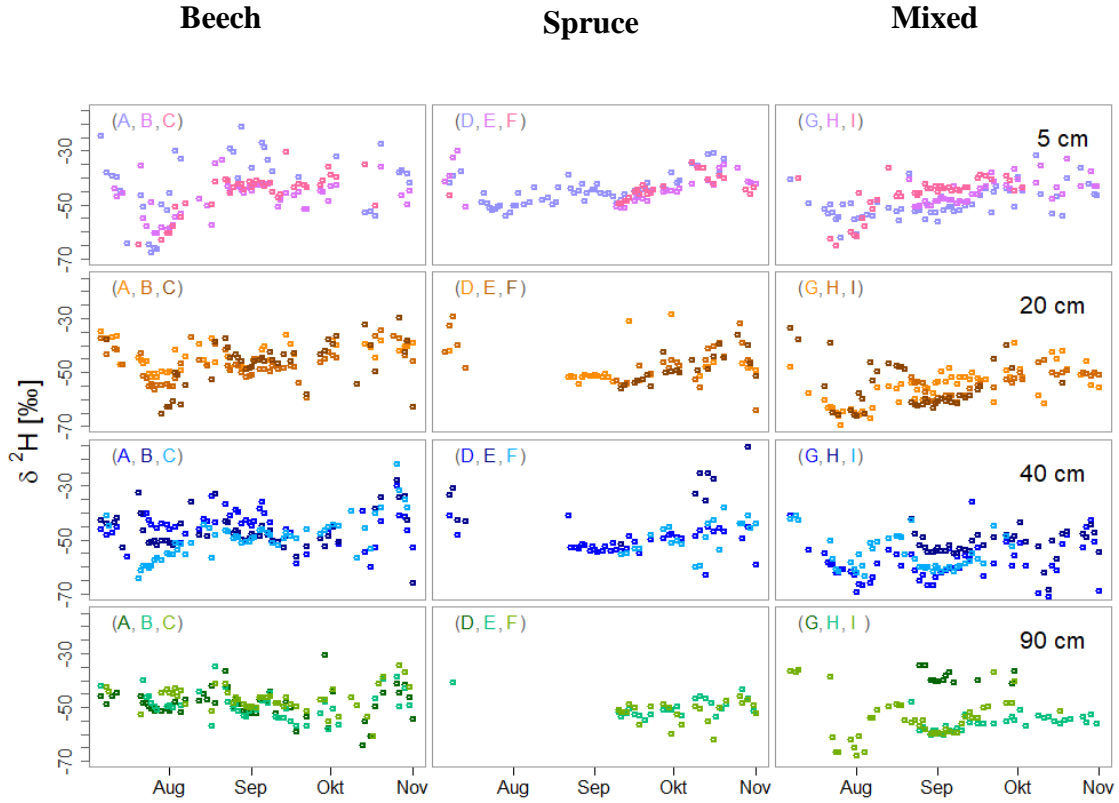 Beech Spruce Mixed
δ ²H [‰]
-30 -50 -70
(A, B, C) (D, E, F) (G, H, I) 5 cm
-30 -50 -70
(A, B, C) (D, E, F) (G, H, I) 20 cm
-30 -50 -70
(A, B, C) (D, E, F) (G, H, I) 40 cm
-30 -50 -70
(A, B, C) (D, E, F) (G, H, I ) 90 cm
Aug Sep Okt Nov Aug Sep Okt Nov Aug Sep Okt Nov